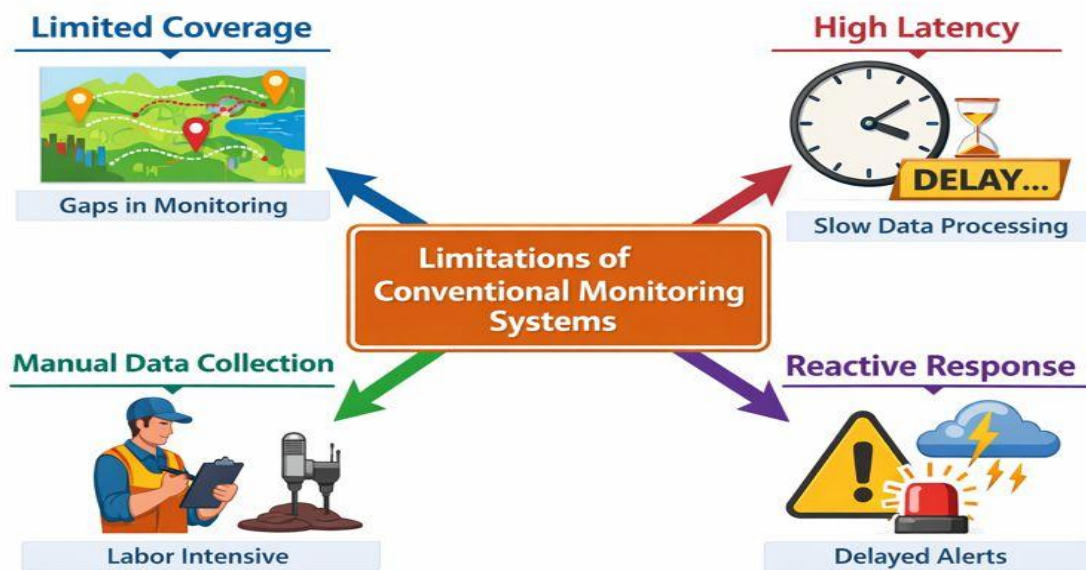 Limited Coverage
Gaps in Monitoring
High Latency
DELAY...
Slow Data Processing
Limitations of
Conventional Monitoring
Systems
Manual Data Collection
Labor Intensive
Reactive Response
Delayed Alerts